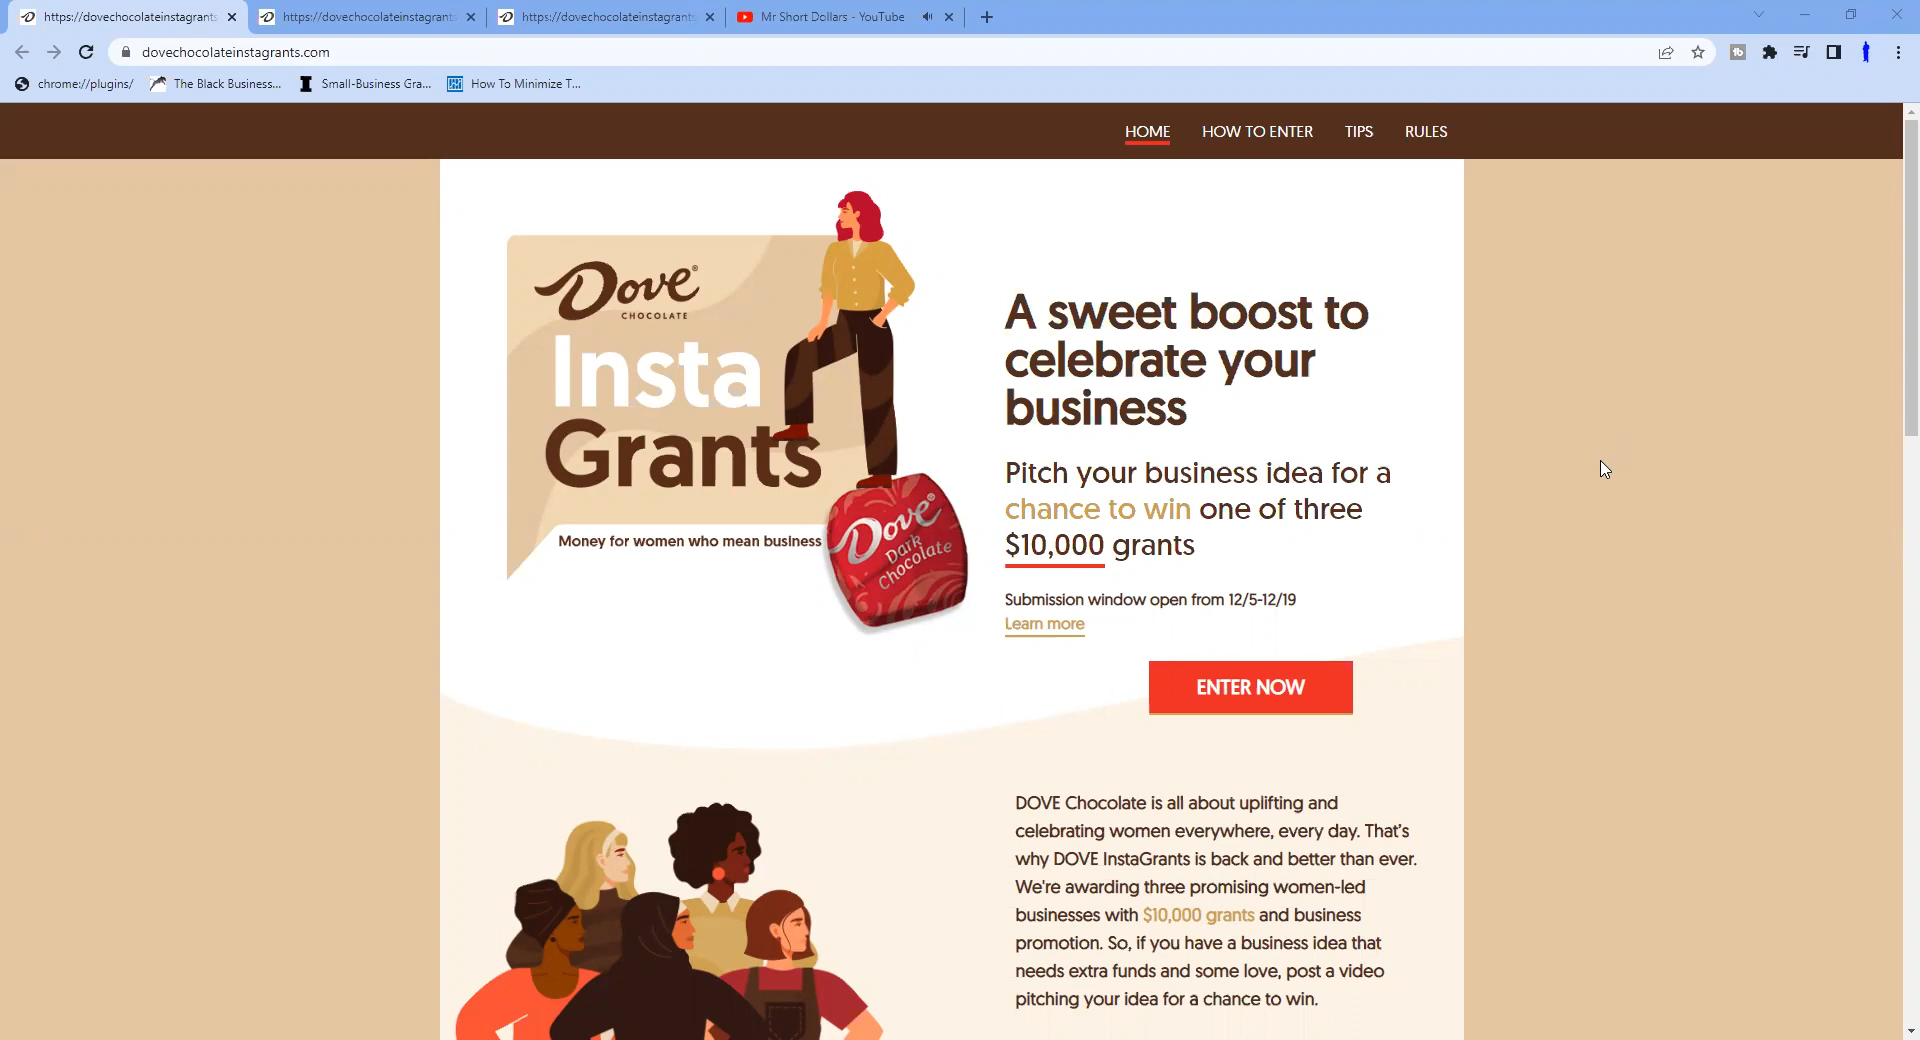 https://dovechocolateinstagrants
https://dovechocolateinstagrants
https://dovechocolateinstagrants
Mr Short Dollars - YouTube
dovechocolateinstagrants.com
chrome://plugins/
The Black Business...
Small-Business Gra...
How To Minimize T...
HOME
HOW TO ENTER
TIPS
RULES
Dove®
CHOCOLATE
Insta
Grants
Money for women who mean business
Dove®
Dark
Chocolate
A sweet boost to
celebrate your
business
Pitch your business idea for a
chance to win one of three
$10,000 grants
Submission window open from 12/5-12/19
Learn more
ENTER NOW
DOVE Chocolate is all about uplifting and
celebrating women everywhere, every day. That's
why DOVE InstaGrants is back and better than ever.
We're awarding three promising women-led
businesses with $10,000 grants and business
promotion. So, if you have a business idea that
needs extra funds and some love, post a video
pitching your idea for a chance to win.